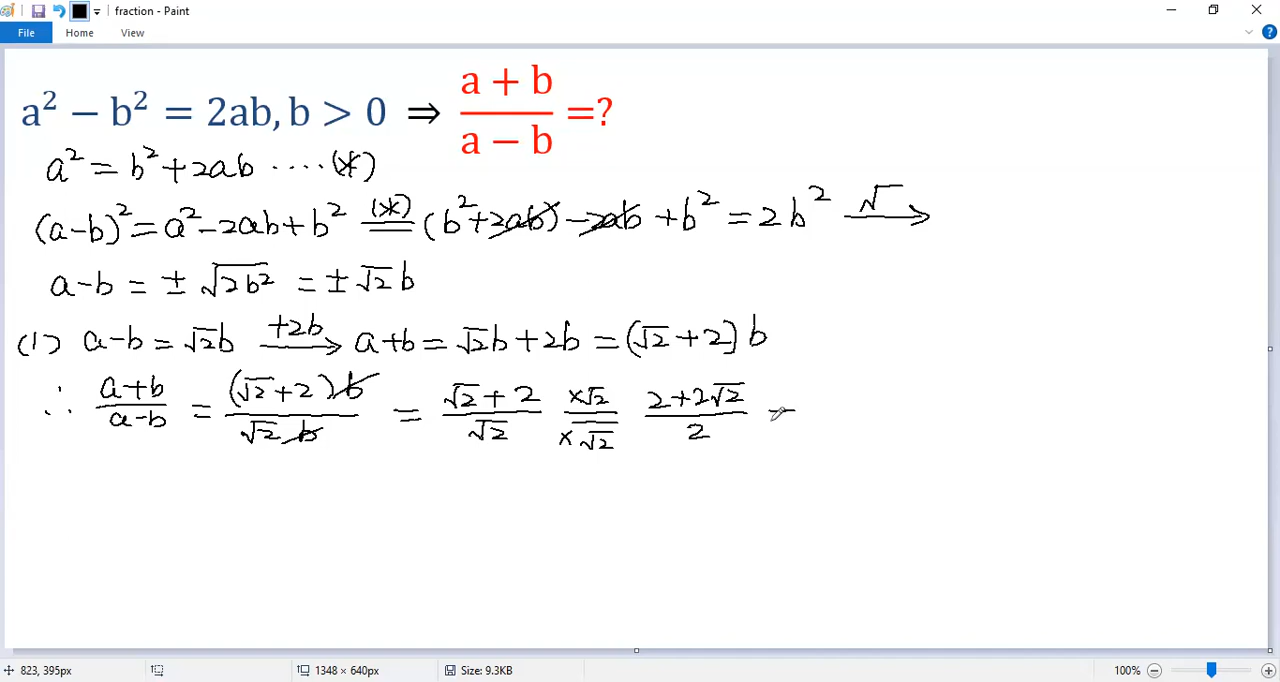 fraction - Paint
File Home View
a² − b² = 2ab, b > 0 ⇒ (a + b)/(a − b) =?
a² = b² + 2ab ....(*)
(a-b)² = a² - 2ab + b² =(*) (b² + 2ab) - 2ab + b² = 2b² √→
a-b = ± √(2b²) = ± √2 b
(1) a-b = √2b +2b→ a+b = √2b + 2b = (√2 + 2) b
∴ (a+b)/(a-b) = (√2 + 2)b/(√2 b) = (√2 + 2)/√2 ×√2/×√2 (2+2√2)/2
823, 395px 1348 × 640px Size: 9.3KB 100%